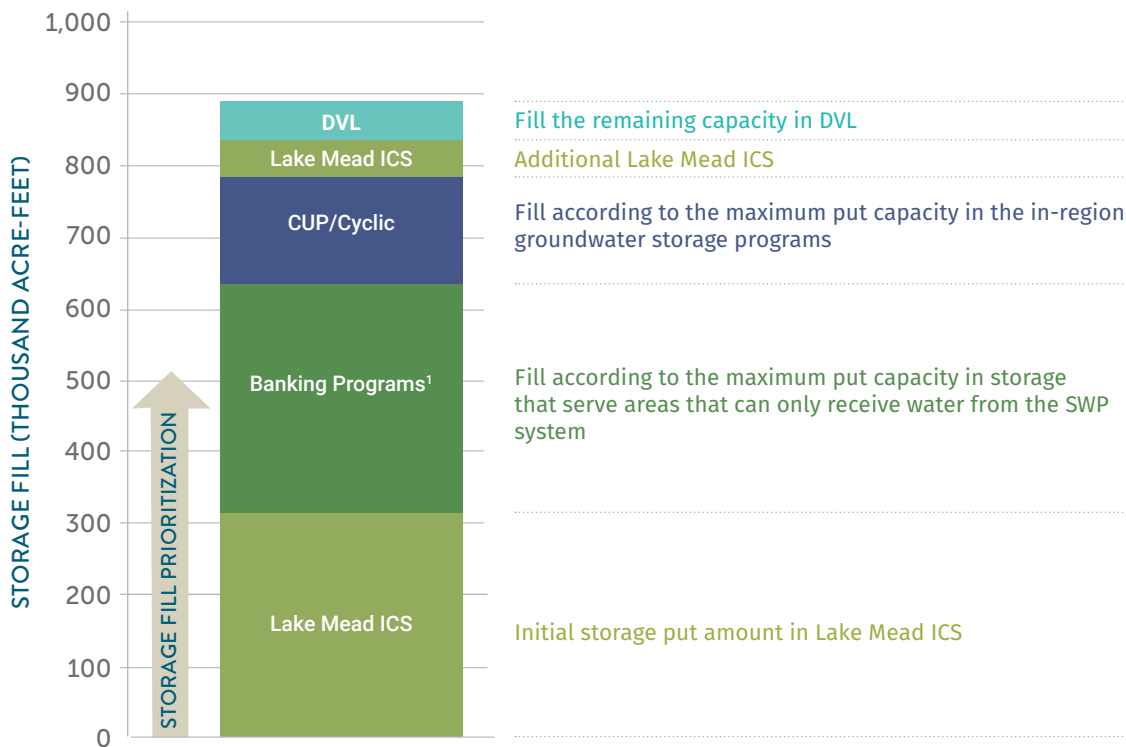 STORAGE FILL (THOUSAND ACRE-FEET)
1,000
900
800
700
600
500
400
300
200
100
0
STORAGE FILL PRIORITIZATION
DVL
Fill the remaining capacity in DVL
Lake Mead ICS
Additional Lake Mead ICS
CUP/Cyclic
Fill according to the maximum put capacity in the in-region
groundwater storage programs
Banking Programs¹
Fill according to the maximum put capacity in storage
that serve areas that can only receive water from the SWP
system
Lake Mead ICS
Initial storage put amount in Lake Mead ICS